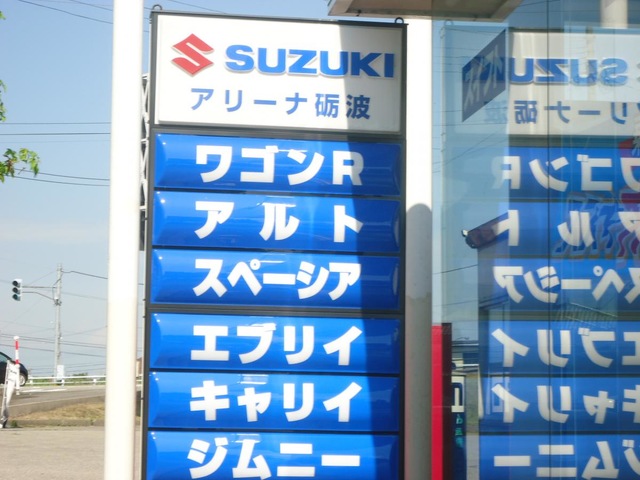 SUZUKI
アリーナ砺波
ワゴンR
アルト
スペーシア
エブリイ
キャリイ
ジムニー